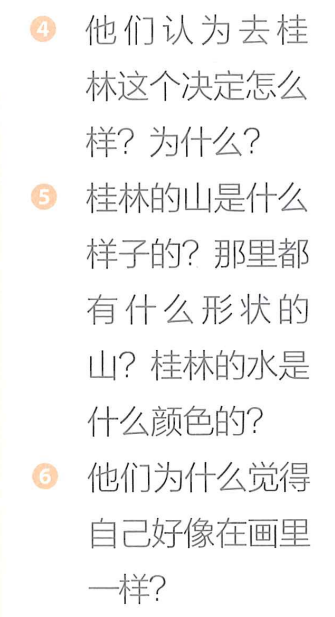 4 他们认为去桂
林这个决定怎么
样？为什么？
5 桂林的山是什么
样子的？那里都
有什么形状的
山？桂林的水是
什么颜色的？
6 他们为什么觉得
自己好像在画里
一样？